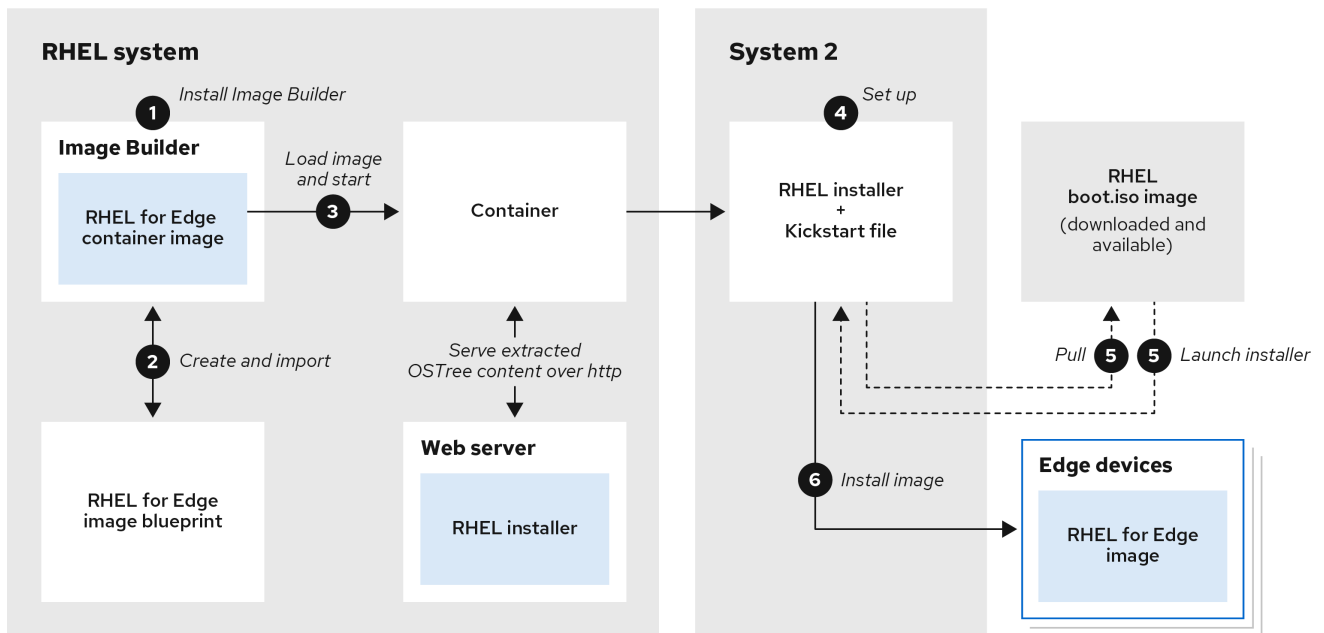 RHEL system
1
Install Image Builder
Image Builder
RHEL for Edge
container image
Load image
and start
3
Container
2
Create and import
Serve extracted
OSTree content over http
RHEL for Edge
image blueprint
Web server
RHEL installer
System 2
4
Set up
RHEL installer
+
Kickstart file
RHEL
boot.iso image
(downloaded and
available)
Pull
5
5
Launch installer
6
Install image
Edge devices
RHEL for Edge
image